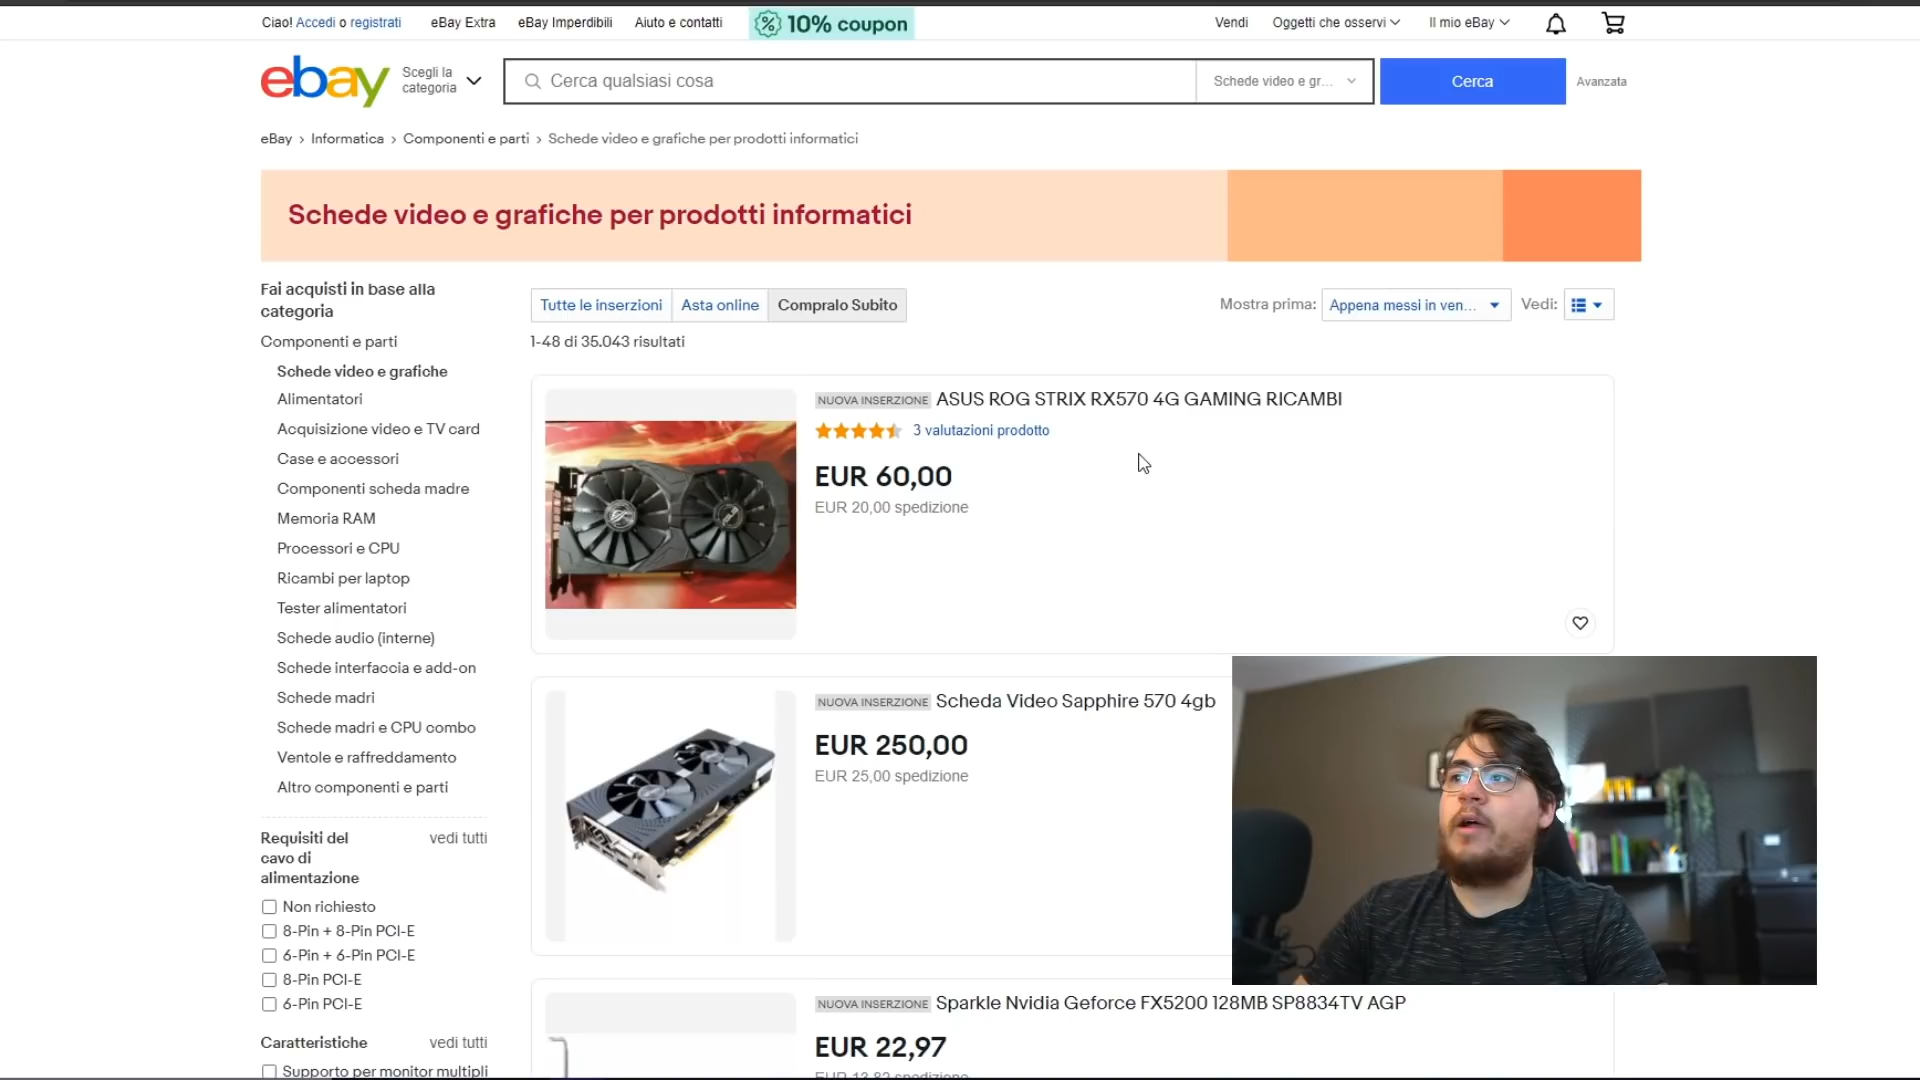 Ciao! Accedi o registrati
eBay Extra
eBay Imperdibili
Aiuto e contatti
10% coupon
Vendi
Oggetti che osservi
Il mio eBay
ebay
Scegli la
categoria
Cerca qualsiasi cosa
Schede video e gr...
Cerca
Avanzata
eBay > Informatica > Componenti e parti > Schede video e grafiche per prodotti informatici
Schede video e grafiche per prodotti informatici
Fai acquisti in base alla
categoria
Componenti e parti
Schede video e grafiche
Alimentatori
Acquisizione video e TV card
Case e accessori
Componenti scheda madre
Memoria RAM
Processori e CPU
Ricambi per laptop
Tester alimentatori
Schede audio (interne)
Schede interfaccia e add-on
Schede madri
Schede madri e CPU combo
Ventole e raffreddamento
Altro componenti e parti
Requisiti del
cavo di
alimentazione
vedi tutti
Non richiesto
8-Pin + 8-Pin PCI-E
6-Pin + 6-Pin PCI-E
8-Pin PCI-E
6-Pin PCI-E
Caratteristiche
vedi tutti
Supporto per monitor multipli
Tutte le inserzioni
Asta online
Compralo Subito
Mostra prima:
Appena messi in ven...
Vedi:
1-48 di 35.043 risultati
NUOVA INSERZIONE ASUS ROG STRIX RX570 4G GAMING RICAMBI
3 valutazioni prodotto
EUR 60,00
EUR 20,00 spedizione
NUOVA INSERZIONE Scheda Video Sapphire 570 4gb
EUR 250,00
EUR 25,00 spedizione
NUOVA INSERZIONE Sparkle Nvidia Geforce FX5200 128MB SP8834TV AGP
EUR 22,97
EUR 13,82 spedizione